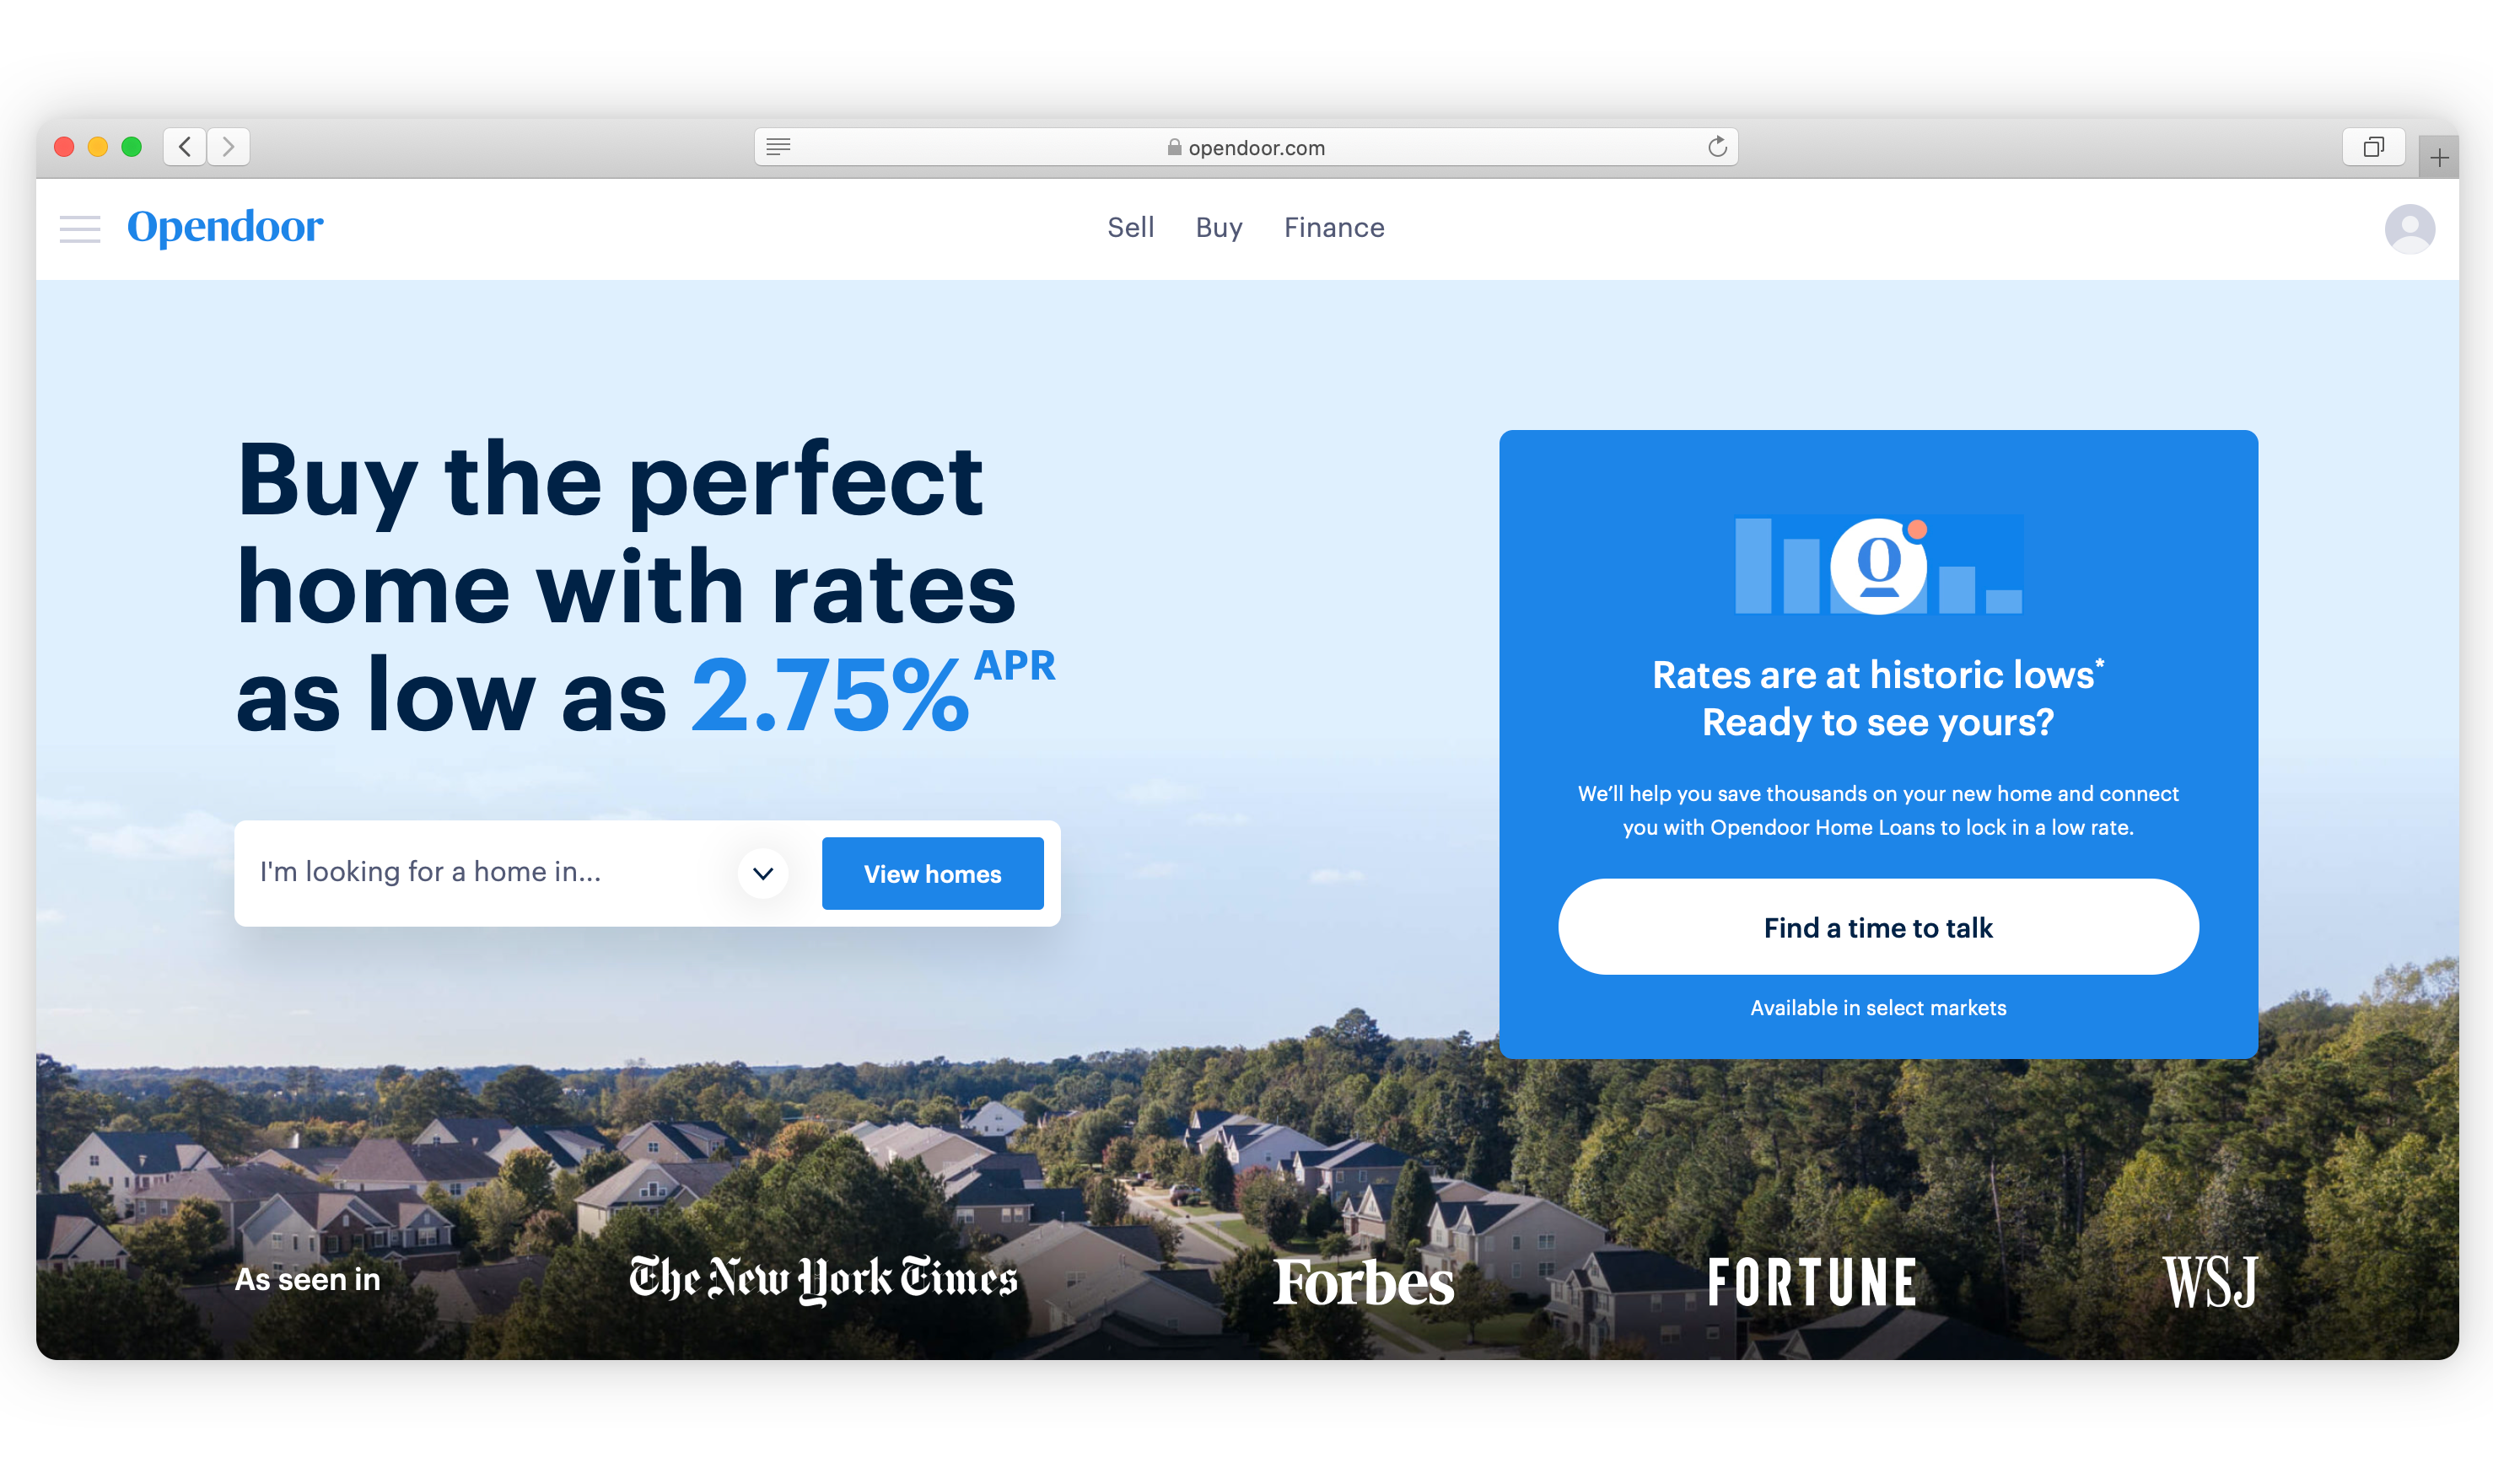 opendoor.com
Opendoor
Sell
Buy
Finance
Buy the perfect
home with rates
as low as 2.75% APR
I'm looking for a home in...
View homes
O
Rates are at historic lows*
Ready to see yours?
We’ll help you save thousands on your new home and connect
you with Opendoor Home Loans to lock in a low rate.
Find a time to talk
Available in select markets
As seen in
The New York Times
Forbes
FORTUNE
WSJ